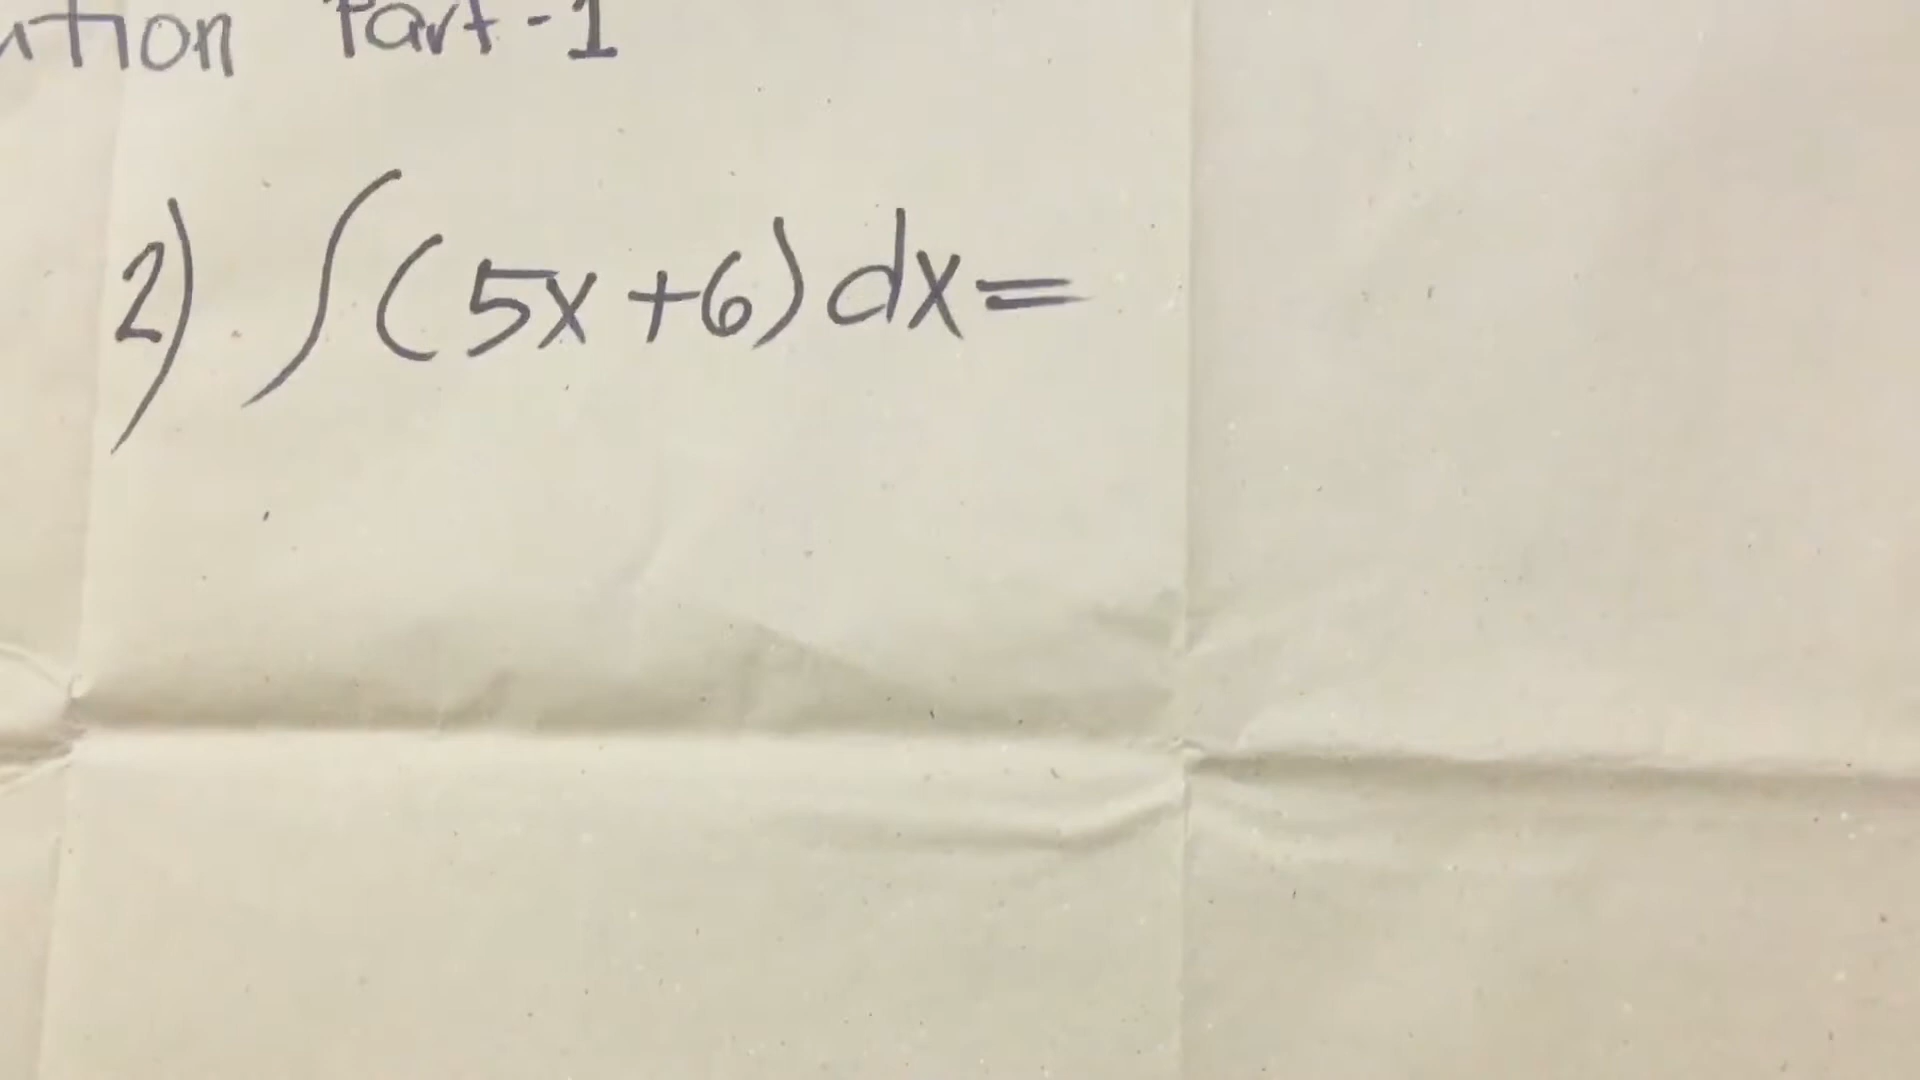 Part-1
2) ∫(5x+6)dx=